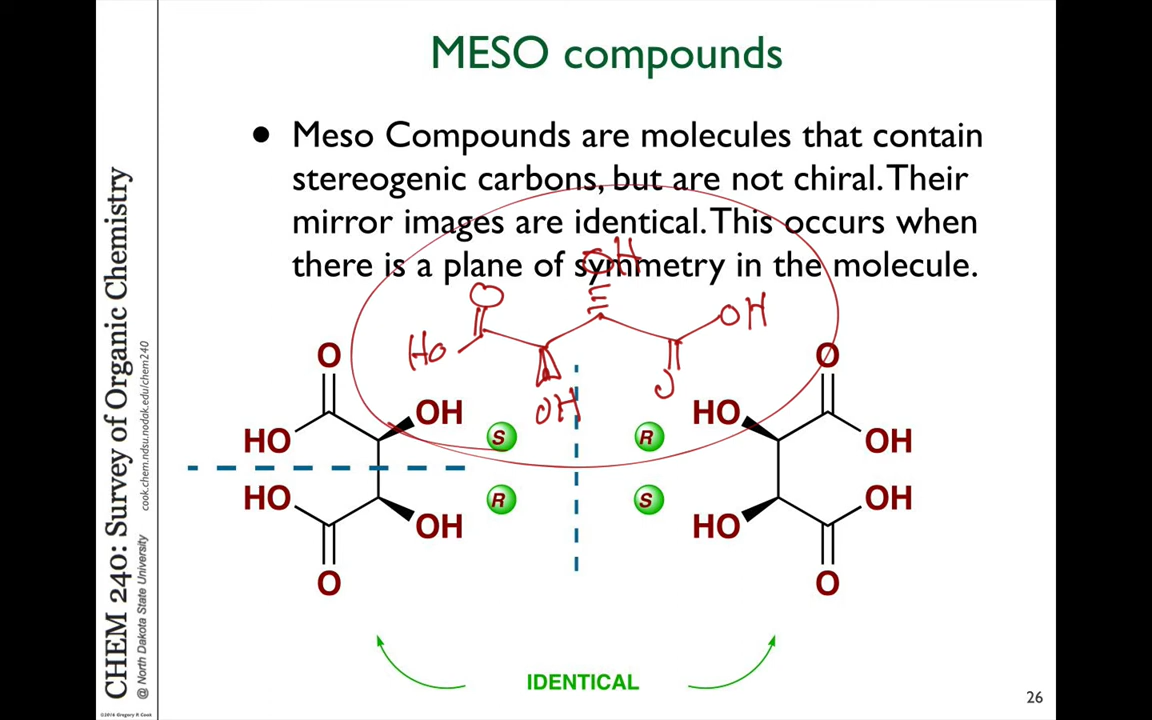 MESO compounds
• Meso Compounds are molecules that contain
stereogenic carbons, but are not chiral. Their
mirror images are identical. This occurs when
there is a plane of symmetry in the molecule.
OH
O
OH
HO
O
OH
O
OH
HO
S
R
HO
O
OH
HO
OH
R
S
HO
O
OH
O
IDENTICAL
26
CHEM 240: Survey of Organic Chemistry
cook.chem.ndsu.nodak.edu/chem240
@ North Dakota State University
©2016 Gregory R Cook